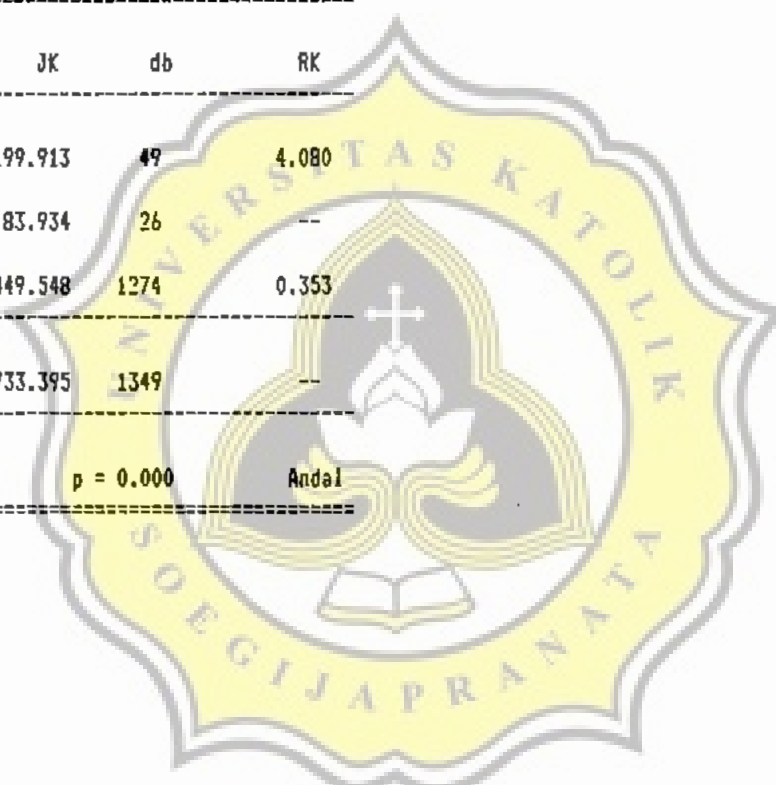 JK db RK
99.913 49 4.080
83.934 26 --
49.548 1274 0.353
733.395 1349 --
p = 0.000 Andal
UNIVERSITAS KATOLIK
SOEGIJAPRANATA